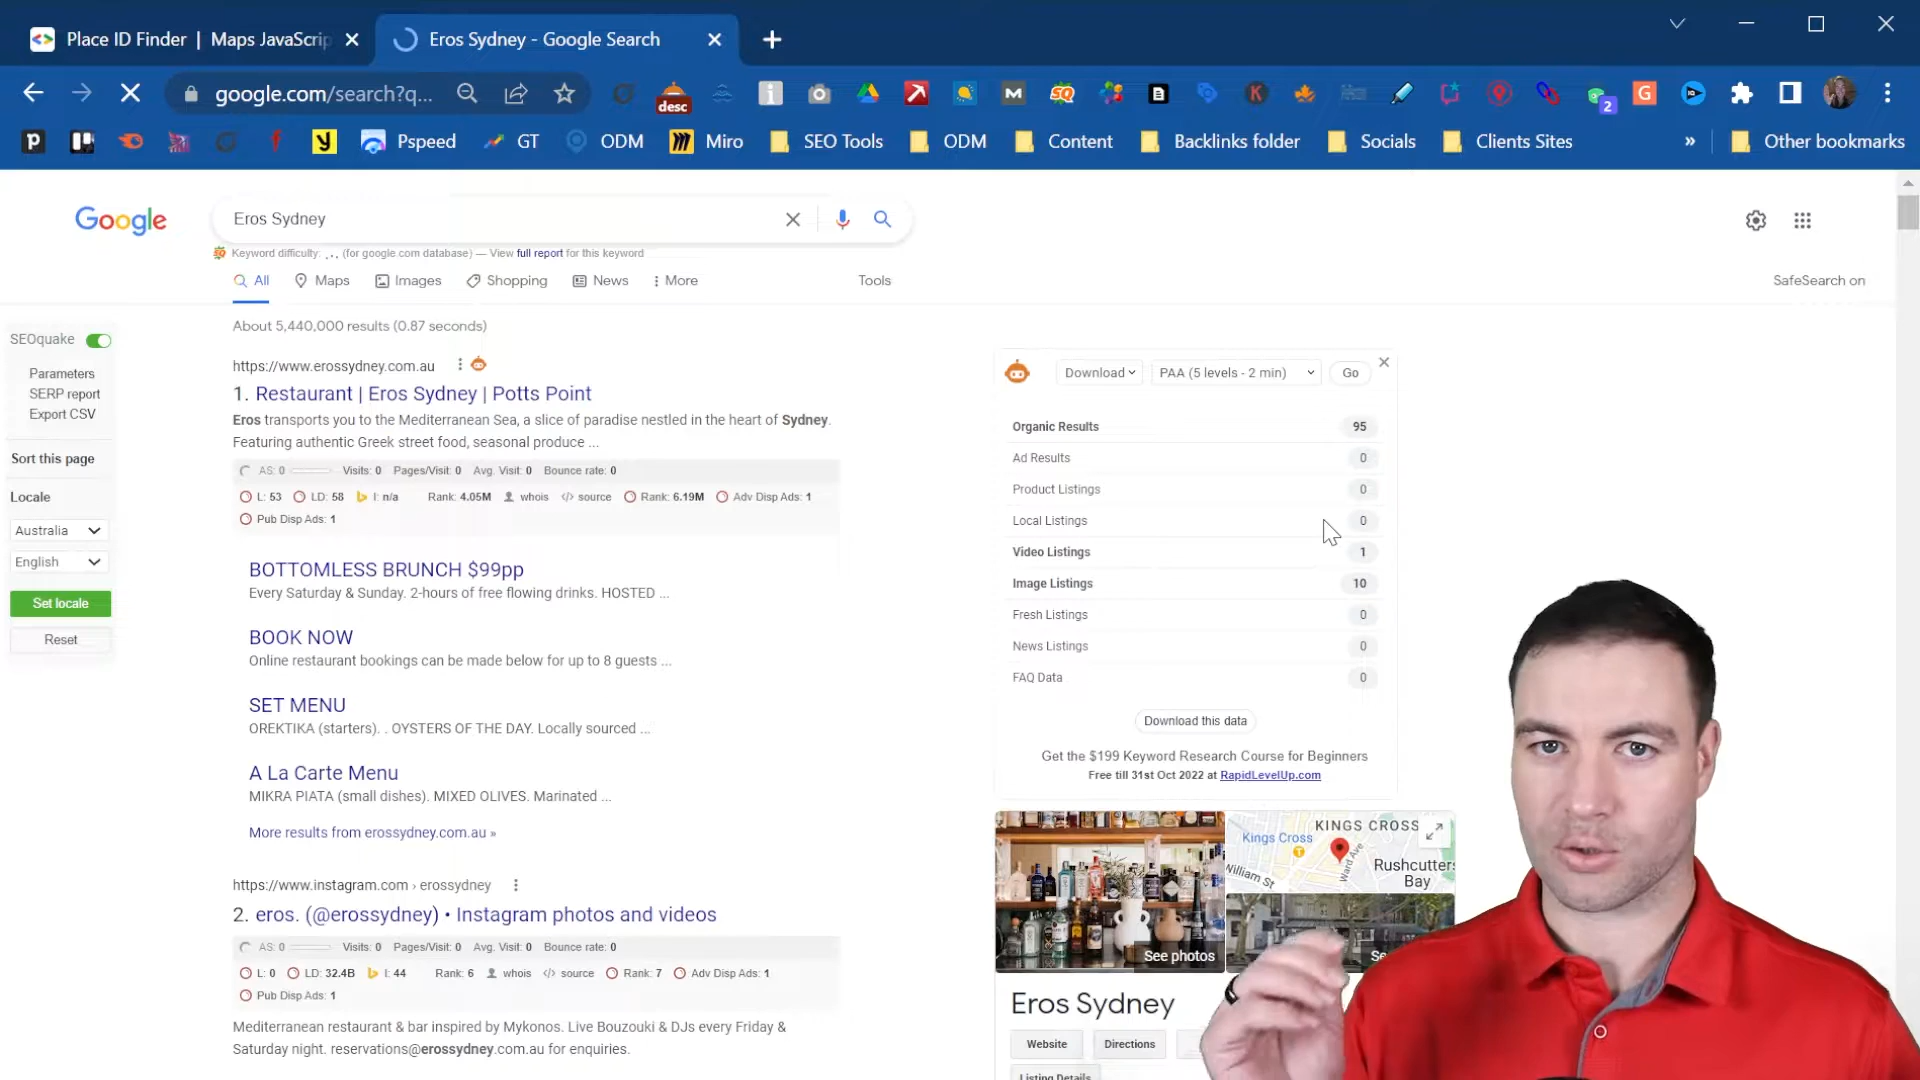 Place ID Finder | Maps JavaScrip
Eros Sydney - Google Search
google.com/search?q...
desc
2
Pspeed
GT
ODM
Miro
SEO Tools
ODM
Content
Backlinks folder
Socials
Clients Sites
»
Other bookmarks
Google
Eros Sydney
Keyword difficulty: ... (for google com database) — View full report for this keyword
All
Maps
Images
Shopping
News
More
Tools
SafeSearch on
About 5,440,000 results (0.87 seconds)
SEOquake
Parameters
SERP report
Export CSV
Sort this page
Locale
Australia
English
Set locale
Reset
https://www.erossydney.com.au
1. Restaurant | Eros Sydney | Potts Point
Eros transports you to the Mediterranean Sea, a slice of paradise nestled in the heart of Sydney.
Featuring authentic Greek street food, seasonal produce ...
AS: 0 Visits: 0 Pages/Visit: 0 Avg. Visit: 0 Bounce rate: 0
L: 53 LD: 58 I: n/a Rank: 4.05M whois </> source Rank: 6.19M Adv Disp Ads: 1
Pub Disp Ads: 1
BOTTOMLESS BRUNCH $99pp
Every Saturday & Sunday. 2-hours of free flowing drinks. HOSTED ...
BOOK NOW
Online restaurant bookings can be made below for up to 8 guests ...
SET MENU
OREKTIKA (starters). . OYSTERS OF THE DAY. Locally sourced ...
A La Carte Menu
MIKRA PIATA (small dishes). MIXED OLIVES. Marinated ...
More results from erossydney.com.au »
https://www.instagram.com › erossydney
2. eros. (@erossydney) • Instagram photos and videos
AS: 0 Visits: 0 Pages/Visit: 0 Avg. Visit: 0 Bounce rate: 0
L: 0 LD: 32.4B I: 44 Rank: 6 whois </> source Rank: 7 Adv Disp Ads: 1
Pub Disp Ads: 1
Mediterranean restaurant & bar inspired by Mykonos. Live Bouzouki & DJs every Friday &
Saturday night. reservations@erossydney.com.au for enquiries.
Download
PAA (5 levels - 2 min)
Go
Organic Results 95
Ad Results 0
Product Listings 0
Local Listings 0
Video Listings 1
Image Listings 10
Fresh Listings 0
News Listings 0
FAQ Data 0
Download this data
Get the $199 Keyword Research Course for Beginners
Free till 31st Oct 2022 at RapidLevelUp.com
KINGS CROSS
Kings Cross
Ward Ave
William St
Rushcutters
Bay
See photos
Se
Eros Sydney
Website
Directions
Listing Details